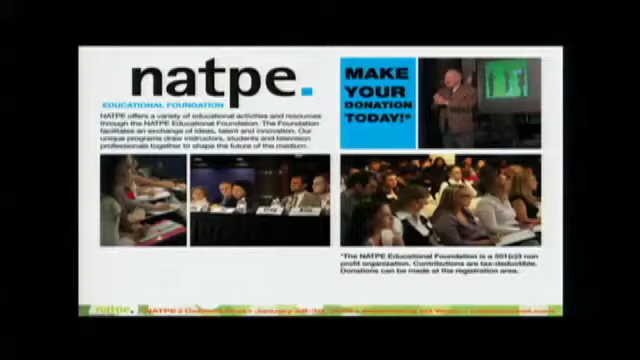 natpe.
EDUCATIONAL FOUNDATION
NATPE offers a variety of educational activities and resources
through the NATPE Educational Foundation. The Foundation
facilitates an exchange of ideas, talent and innovation. Our
unique programs draw instructors, students and television
professionals together to shape the future of the medium.
MAKE
YOUR
DONATION
TODAY!*
*The NATPE Educational Foundation is a 501(c)3 non
profit organization. Contributions are tax-deductible.
Donations can be made at the registration area.
natpe.
NATPE